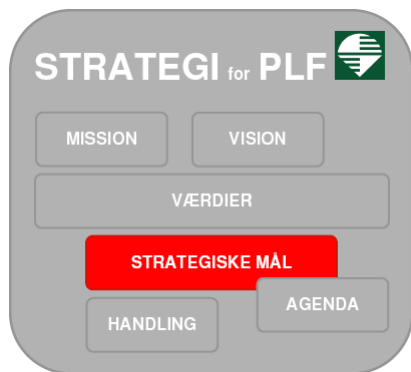 STRATEGI for PLF
MISSION
VISION
VÆRDIER
STRATEGISKE MÅL
AGENDA
HANDLING